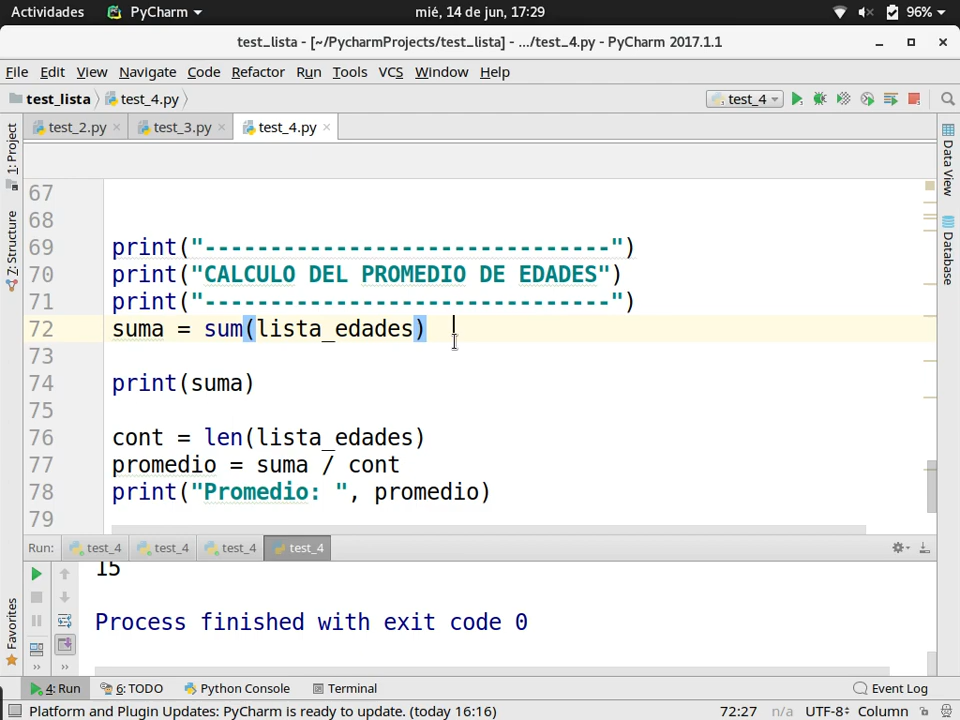 Actividades PyCharm mié, 14 de jun, 17:29 96%
test_lista - [~/PycharmProjects/test_lista] - .../test_4.py - PyCharm 2017.1.1
File Edit View Navigate Code Refactor Run Tools VCS Window Help
test_lista test_4.py test_4
test_2.py test_3.py test_4.py
1: Project
7: Structure
Favorites
Data View
Database
67
68
69 print("-------------------------------")
70 print("CALCULO DEL PROMEDIO DE EDADES")
71 print("-------------------------------")
72 suma = sum(lista_edades)
73
74 print(suma)
75
76 cont = len(lista_edades)
77 promedio = suma / cont
78 print("Promedio: ", promedio)
79
Run: test_4 test_4 test_4 test_4
15
Process finished with exit code 0
4: Run 6: TODO Python Console Terminal Event Log
Platform and Plugin Updates: PyCharm is ready to update. (today 16:16) 72:27 n/a UTF-8 Column